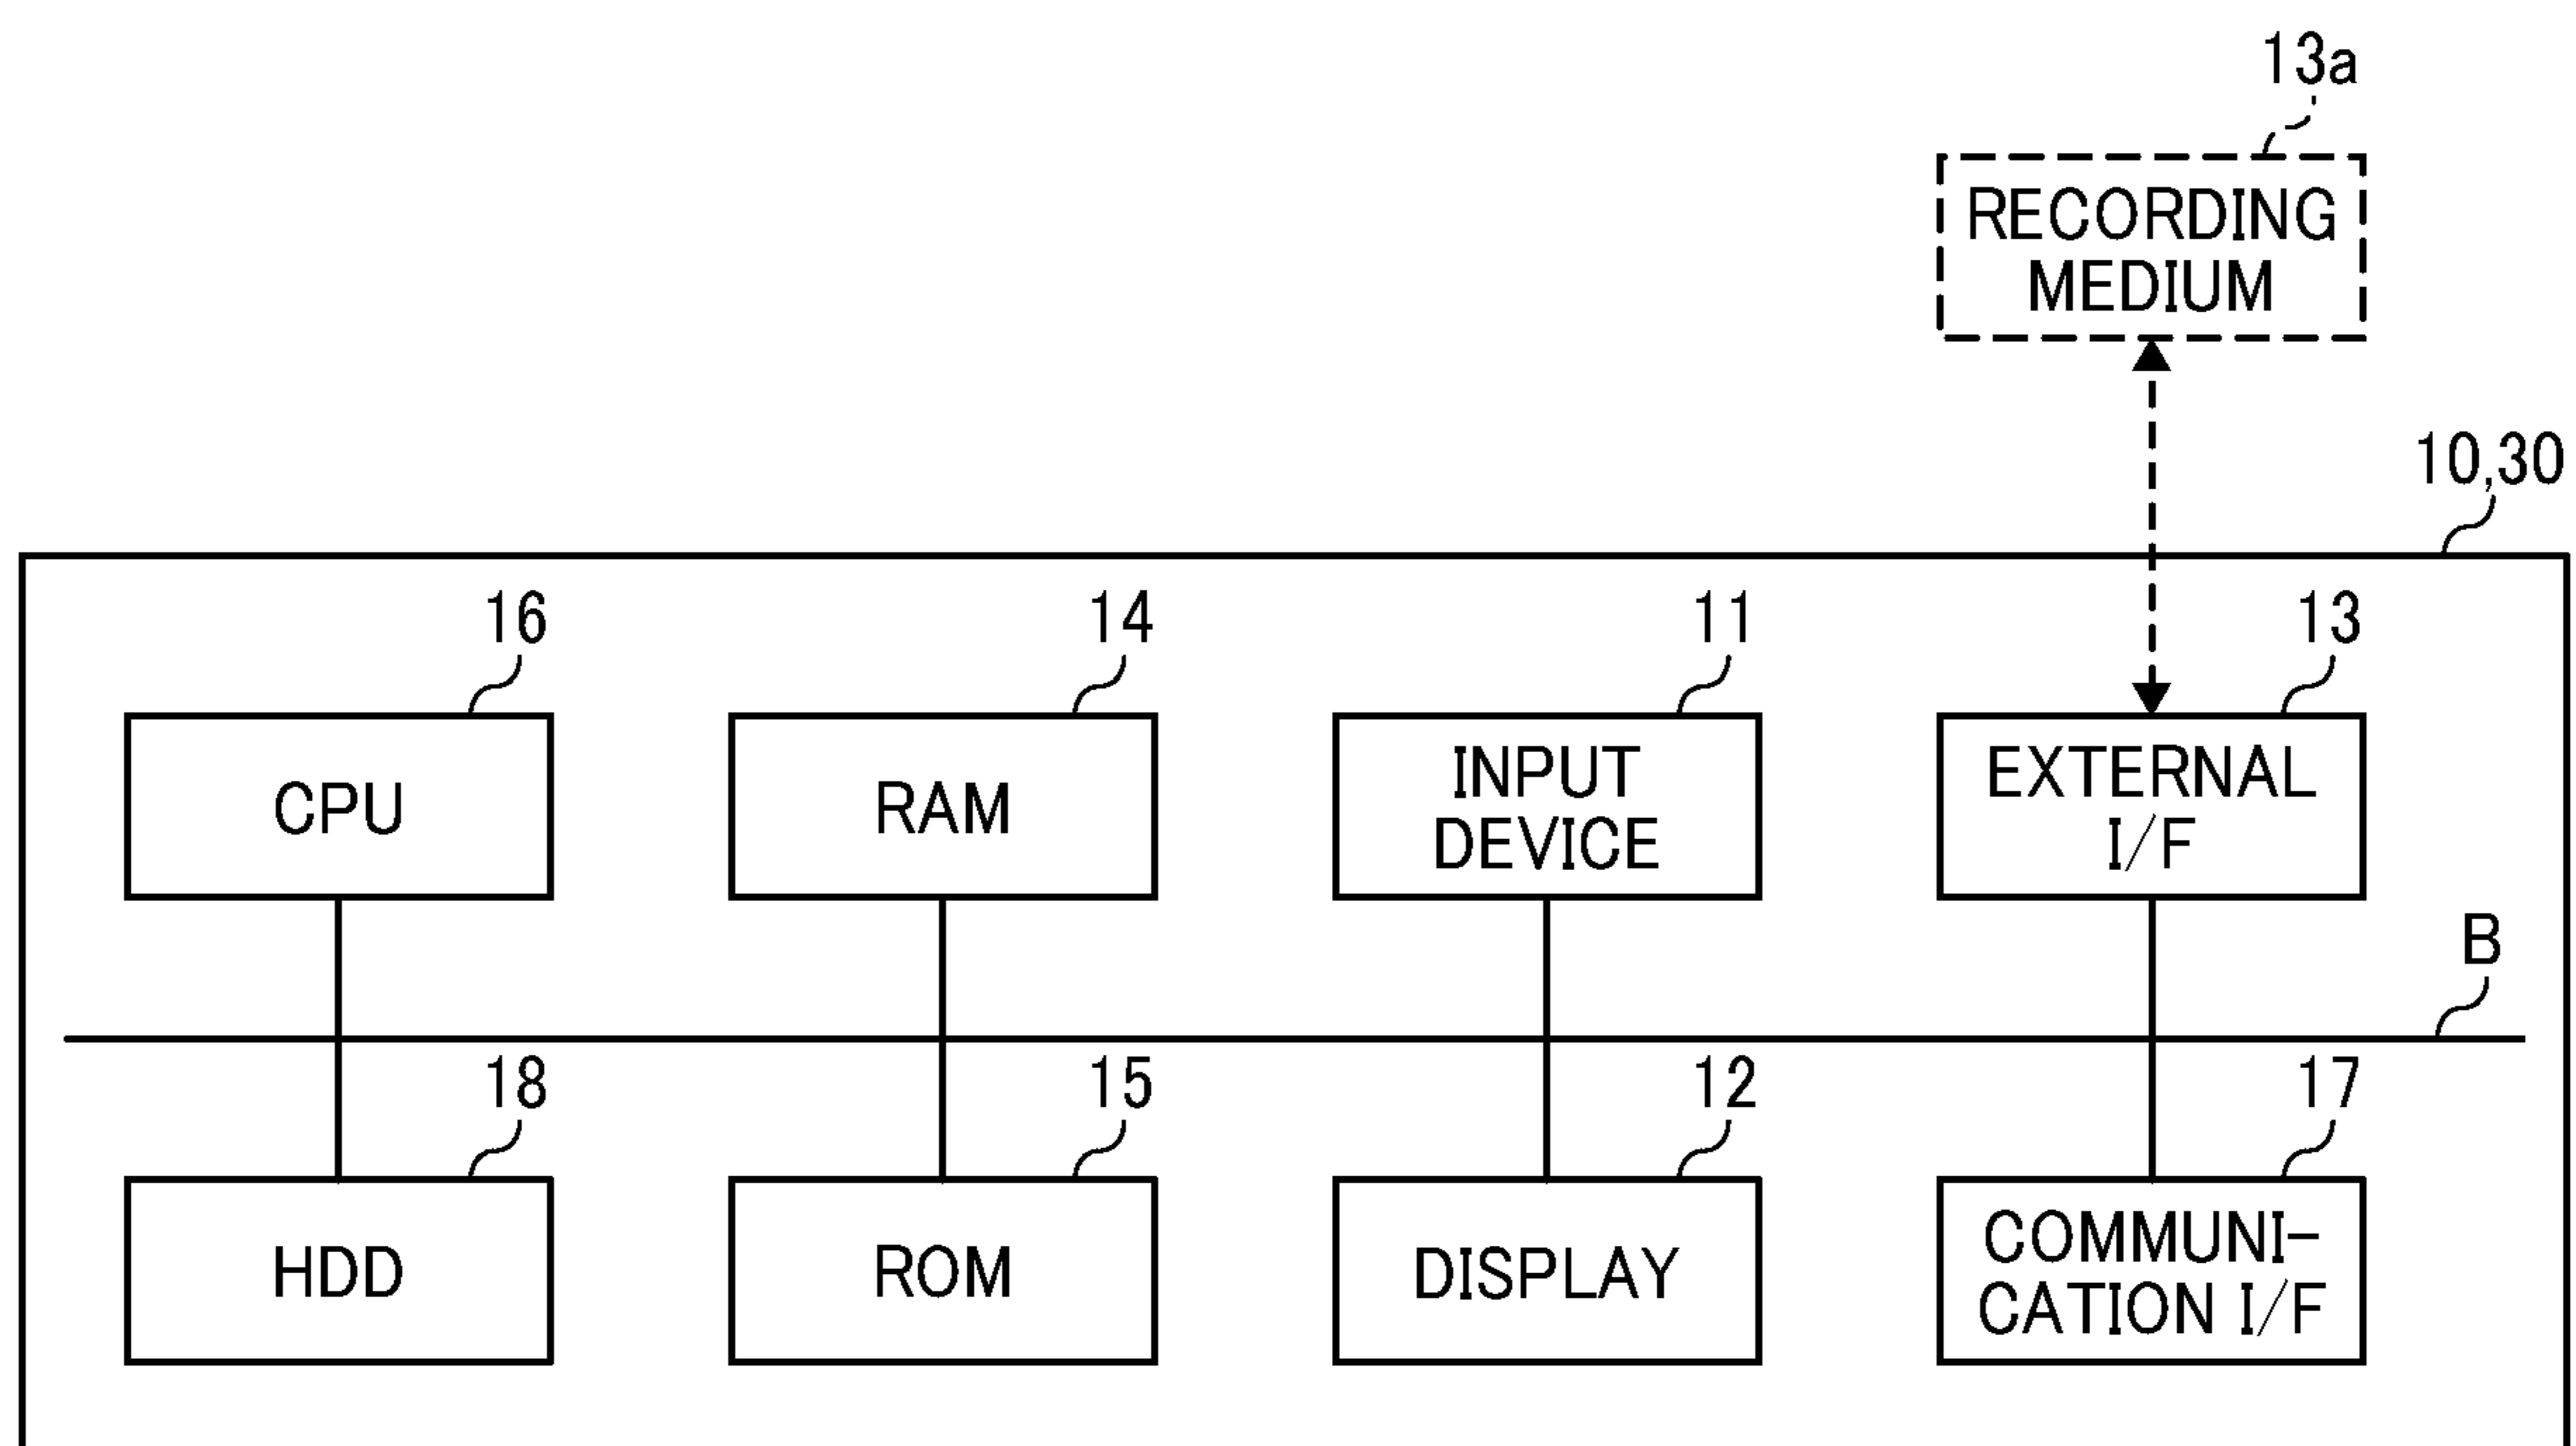 13a
RECORDING
MEDIUM
10,30
16
14
11
13
CPU
RAM
INPUT
DEVICE
EXTERNAL
I/F
B
18
15
12
17
HDD
ROM
DISPLAY
COMMUNI-
CATION I/F